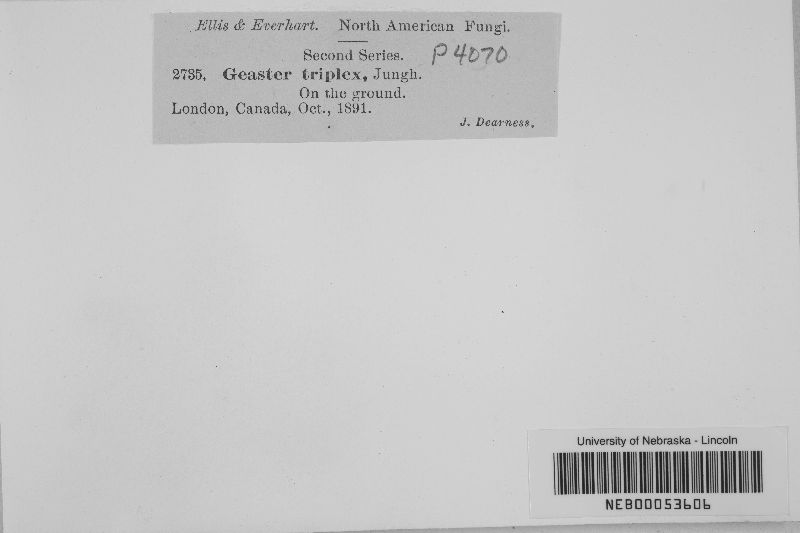 Ellis & Everhart. North American Fungi.
Second Series. P4070
2735. Geaster triplex, Jungh.
On the ground.
London, Canada, Oct., 1891.
J. Dearness.
University of Nebraska - Lincoln
NEB00053606